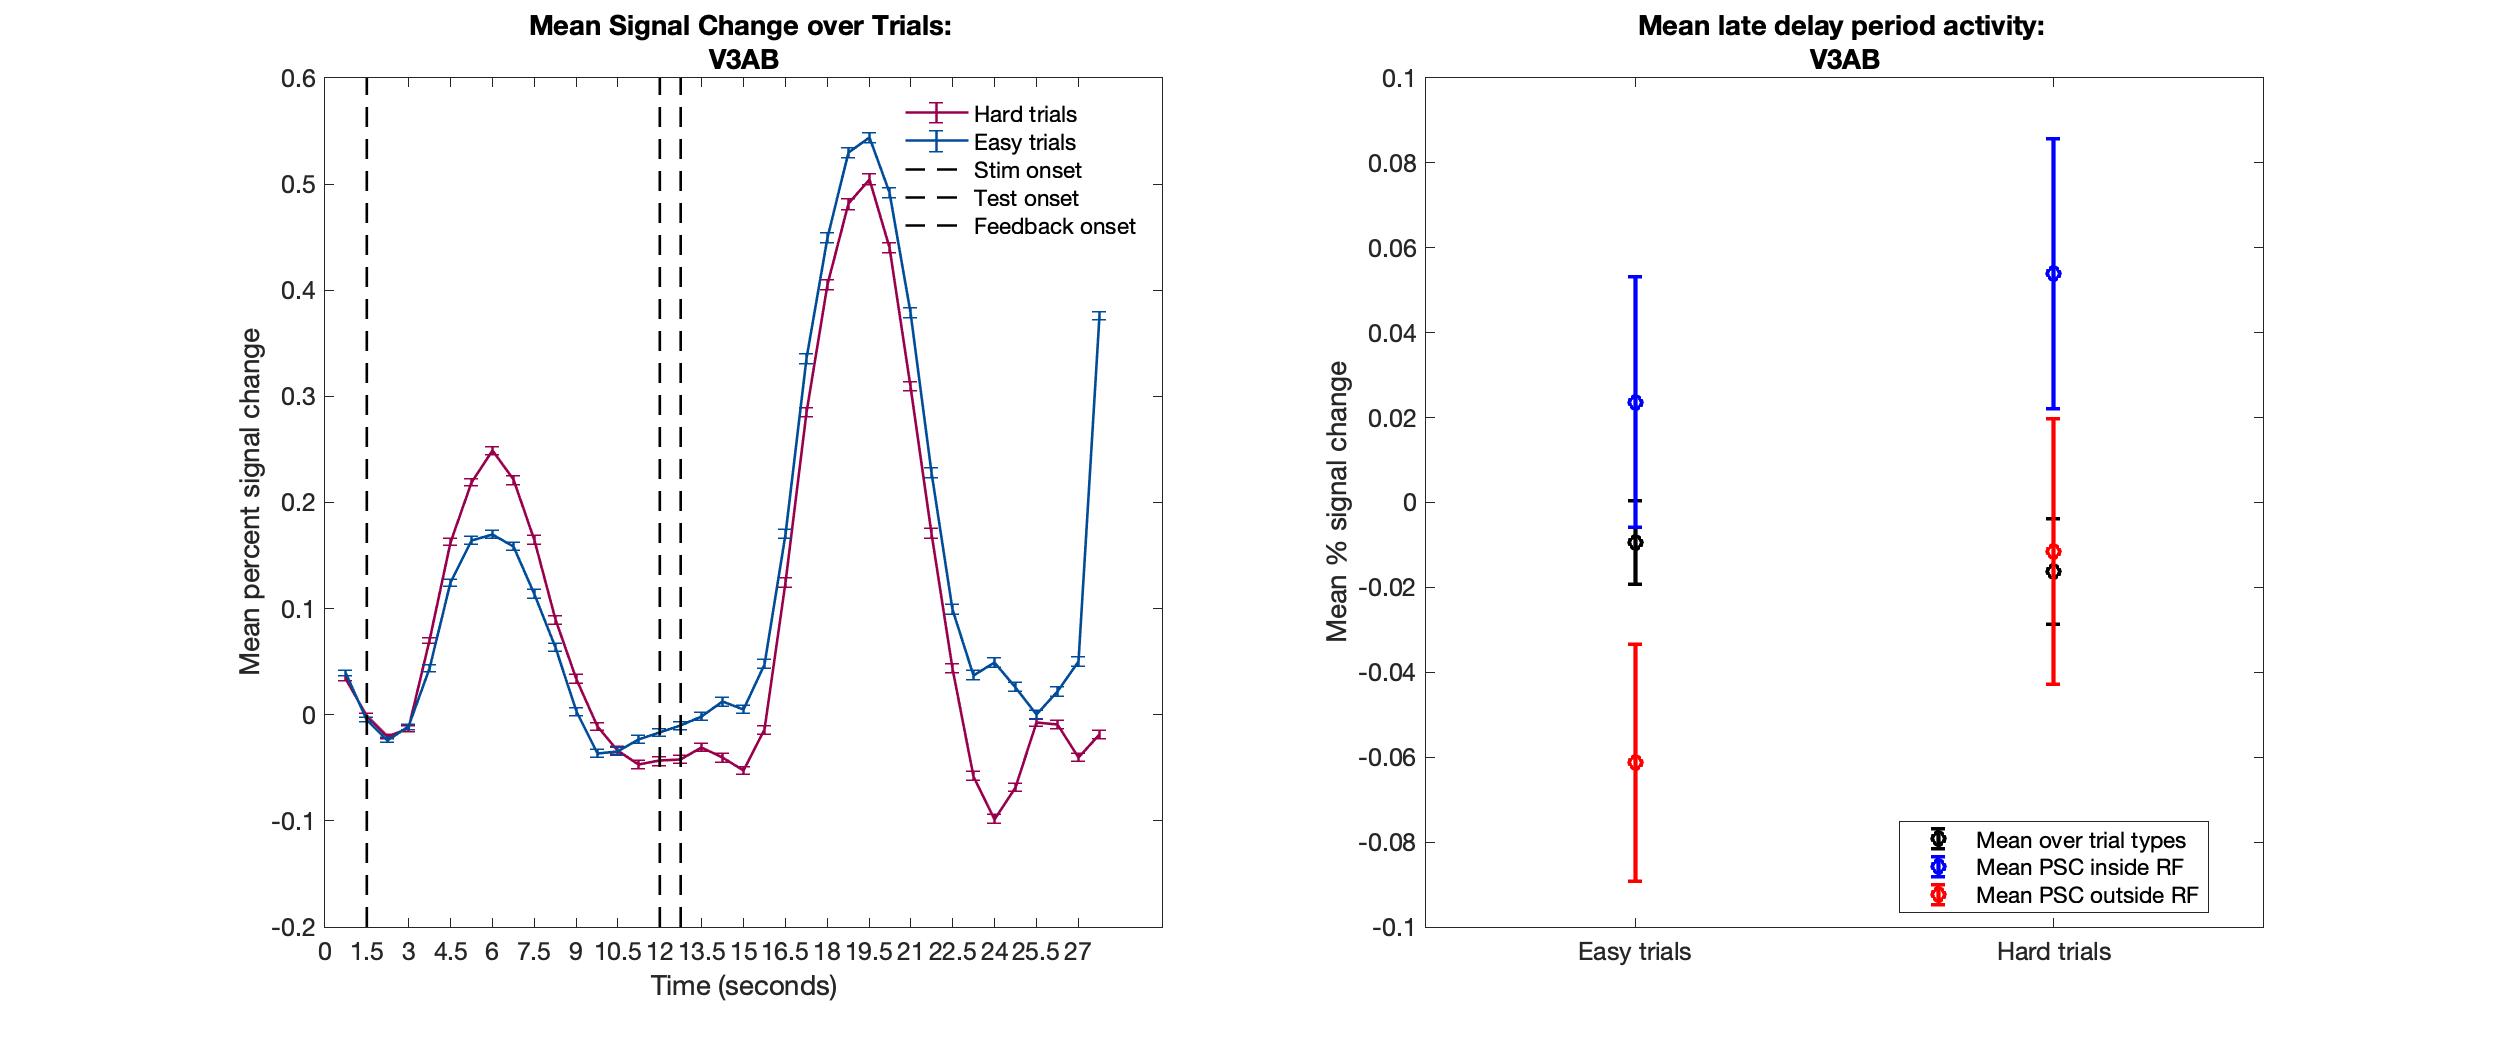 Mean Signal Change over Trials:
V3AB
0.6
0.5
0.4
0.3
0.2
0.1
0
-0.1
-0.2
Mean percent signal change
Hard trials
Easy trials
Stim onset
Test onset
Feedback onset
0 1.5 3 4.5 6 7.5 9 10.5 12 13.5 15 16.5 18 19.5 21 22.5 24 25.5 27
Time (seconds)
Mean late delay period activity:
V3AB
0.1
0.08
0.06
0.04
0.02
0
-0.02
-0.04
-0.06
-0.08
-0.1
Mean % signal change
Mean over trial types
Mean PSC inside RF
Mean PSC outside RF
Easy trials Hard trials